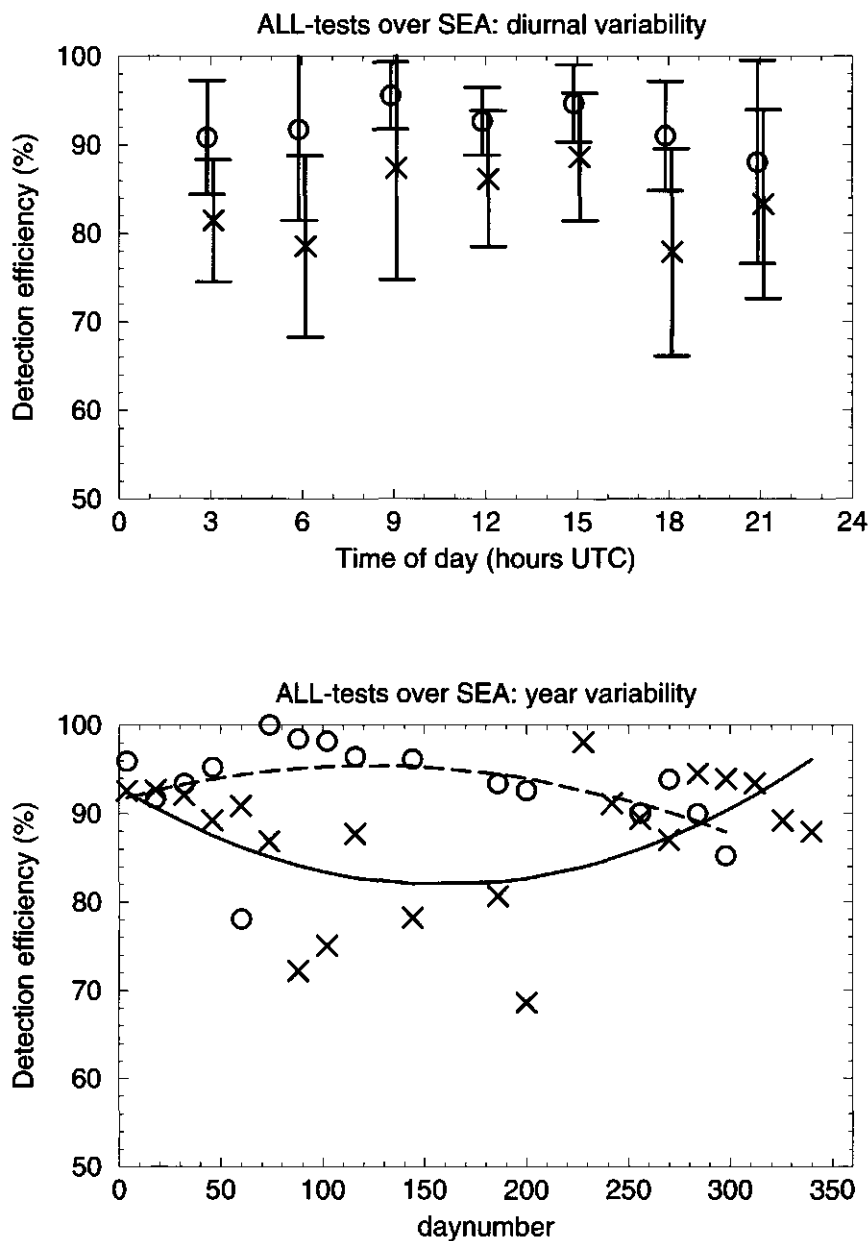 ALL-tests over SEA: diurnal variability
100
90
80
70
60
50
Detection efficiency (%)
0 3 6 9 12 15 18 21 24
Time of day (hours UTC)
ALL-tests over SEA: year variability
100
90
80
70
60
50
Detection efficiency (%)
0 50 100 150 200 250 300 350
daynumber